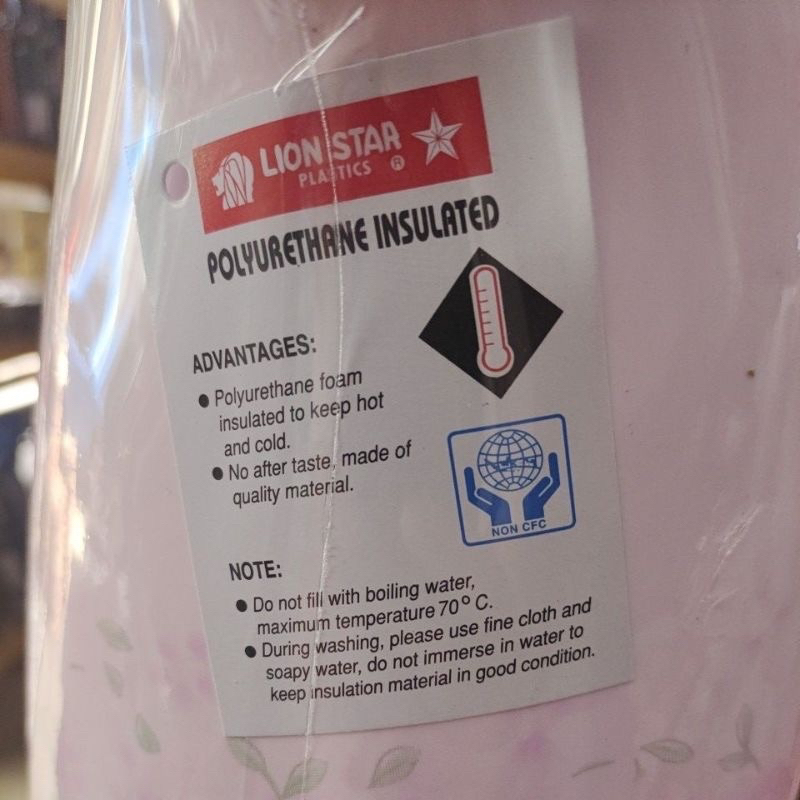 LION STAR
PLASTICS ®
POLYURETHANE INSULATED
ADVANTAGES:
● Polyurethane foam
insulated to keep hot
and cold.
● No after taste, made of
quality material.
NON CFC
NOTE:
● Do not fill with boiling water,
maximum temperature 70° C.
● During washing, please use fine cloth and
soapy water, do not immerse in water to
keep insulation material in good condition.